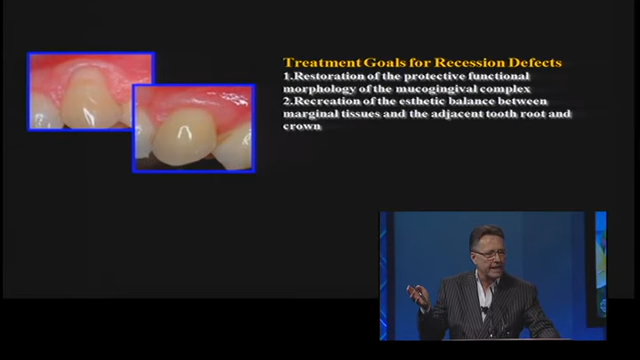 Treatment Goals for Recession Defects
1.Restoration of the protective functional
morphology of the mucogingival complex
2.Recreation of the esthetic balance between
marginal tissues and the adjacent tooth root and
crown